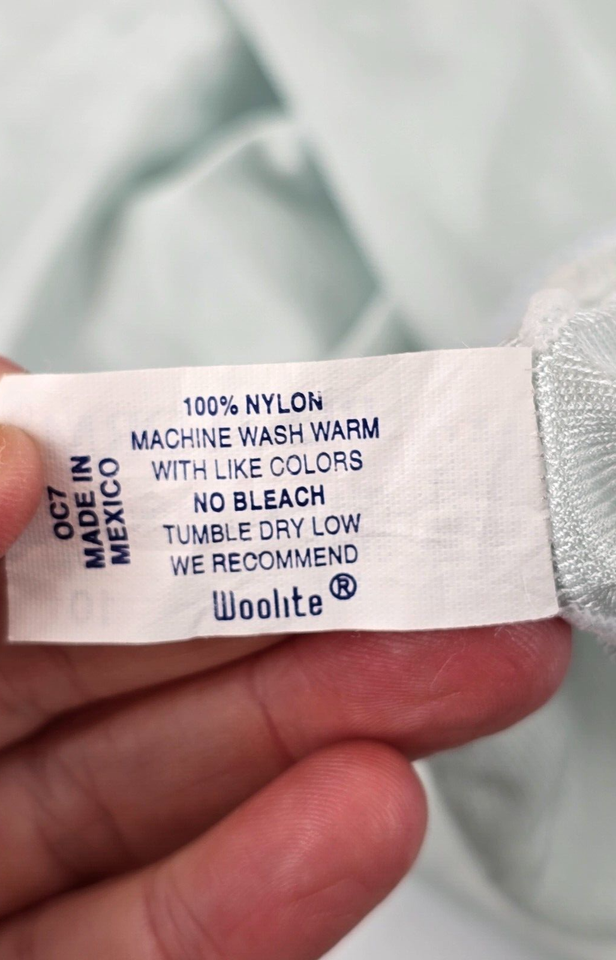 100% NYLON
MACHINE WASH WARM
WITH LIKE COLORS
NO BLEACH
TUMBLE DRY LOW
WE RECOMMEND
Woolite®
OC7
MADE IN
MEXICO